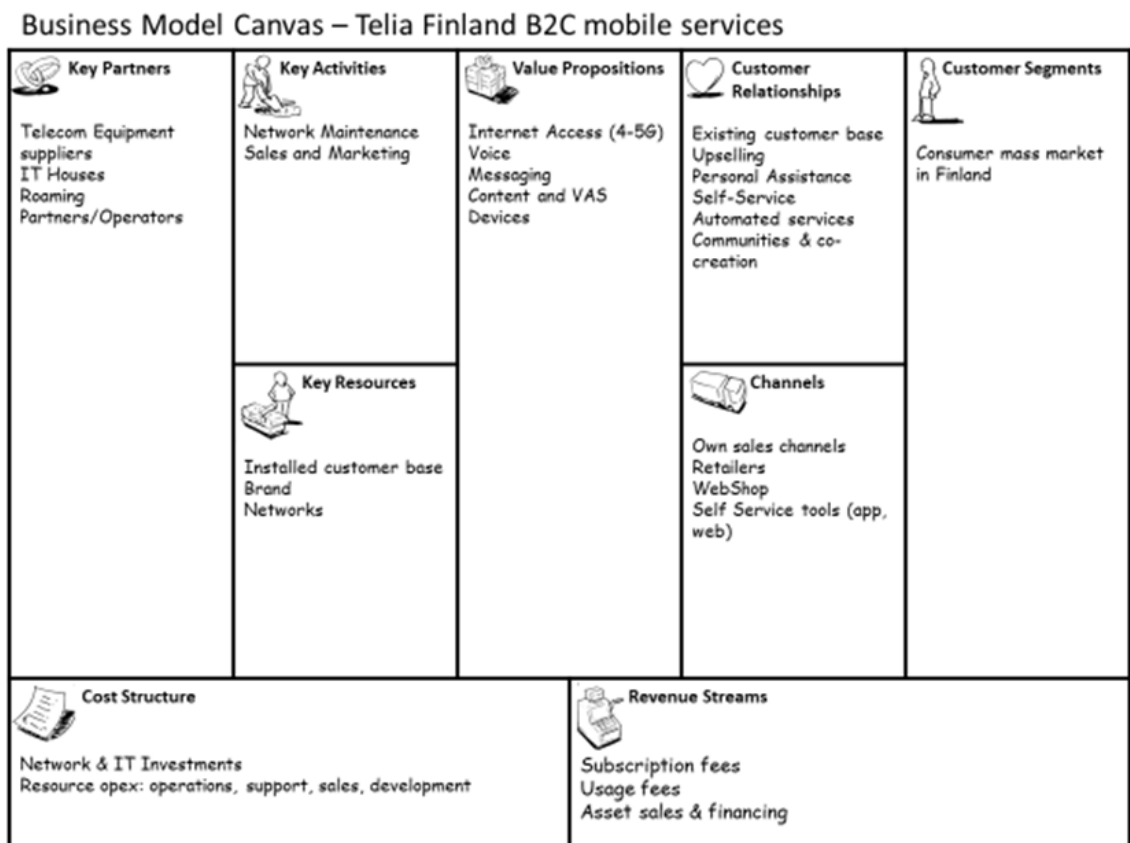 Business Model Canvas – Telia Finland B2C mobile services
Key Partners
Telecom Equipment
suppliers
IT Houses
Roaming
Partners/Operators
Key Activities
Network Maintenance
Sales and Marketing
Key Resources
Installed customer base
Brand
Networks
Value Propositions
Internet Access (4-5G)
Voice
Messaging
Content and VAS
Devices
Customer
Relationships
Existing customer base
Upselling
Personal Assistance
Self-Service
Automated services
Communities & co-
creation
Channels
Own sales channels
Retailers
WebShop
Self Service tools (app,
web)
Customer Segments
Consumer mass market
in Finland
Cost Structure
Network & IT Investments
Resource opex: operations, support, sales, development
Revenue Streams
Subscription fees
Usage fees
Asset sales & financing